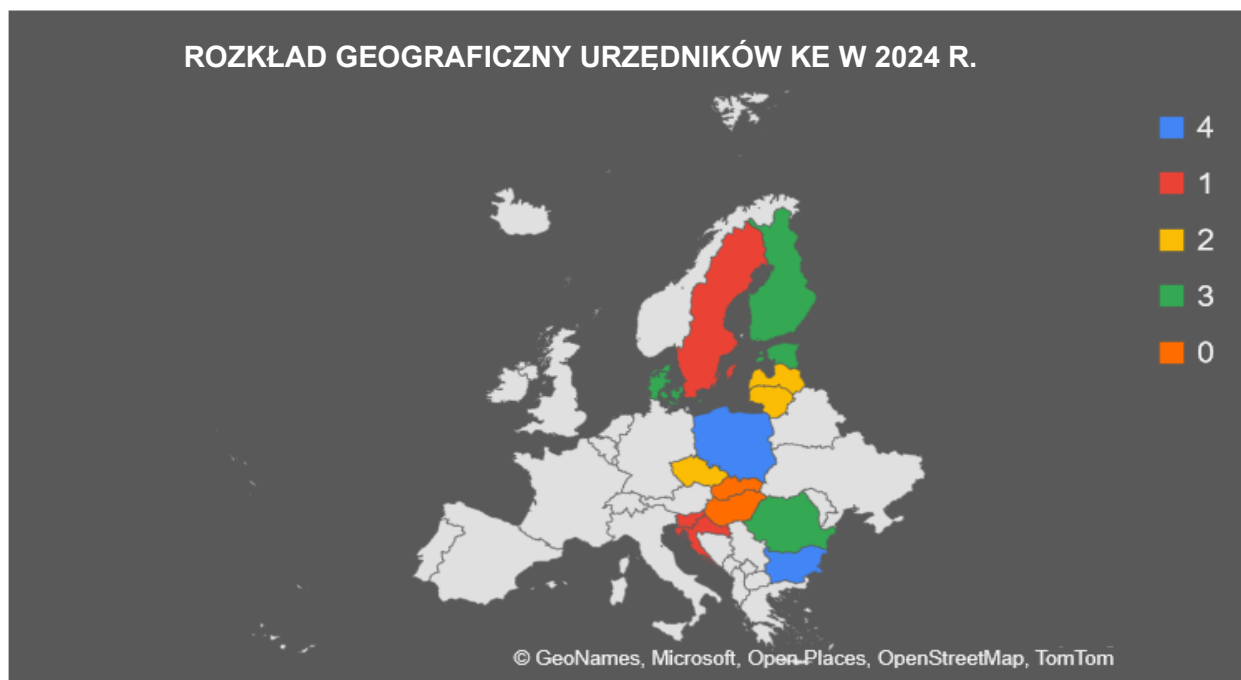 ROZKŁAD GEOGRAFICZNY URZĘDNIKÓW KE W 2024 R.
4
1
2
3
0
© GeoNames, Microsoft, Open Places, OpenStreetMap, TomTom